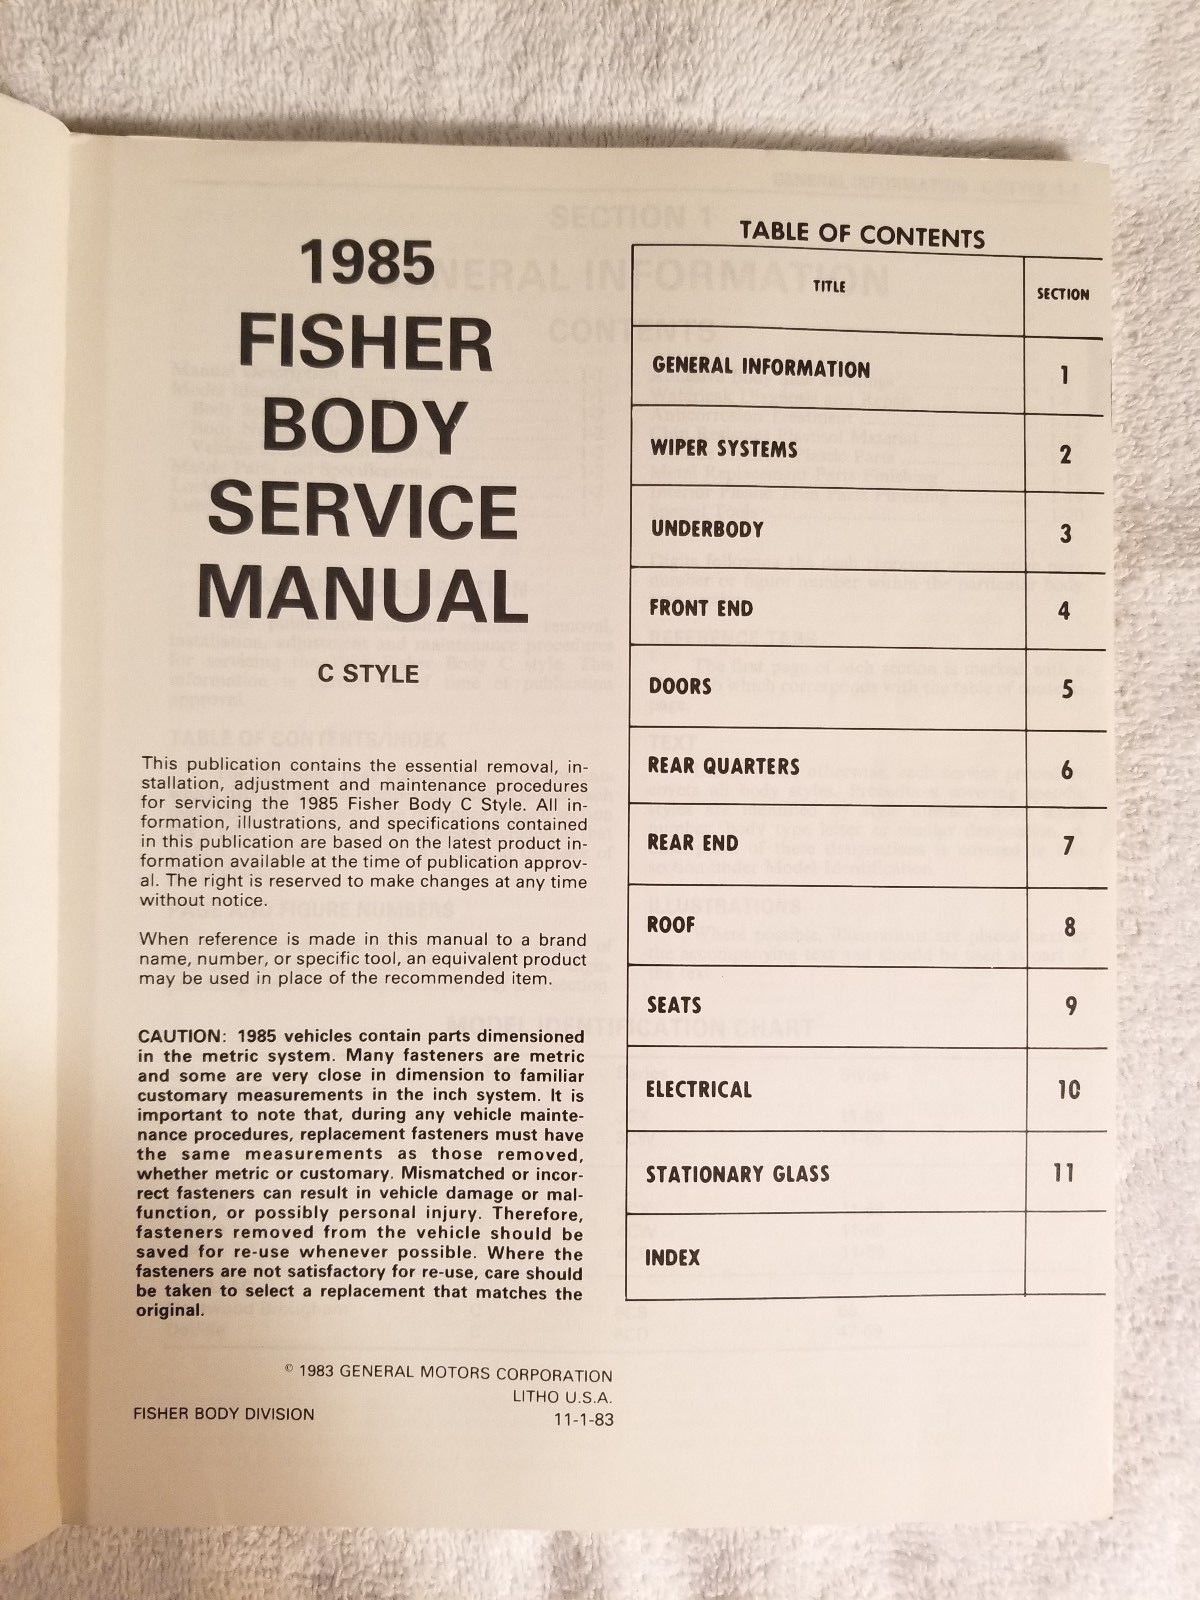 1985
FISHER
BODY
SERVICE
MANUAL
C STYLE
This publication contains the essential removal, in-
stallation, adjustment and maintenance procedures
for servicing the 1985 Fisher Body C Style. All in-
formation, illustrations, and specifications contained
in this publication are based on the latest product in-
formation available at the time of publication approv-
al. The right is reserved to make changes at any time
without notice.
When reference is made in this manual to a brand
name, number, or specific tool, an equivalent product
may be used in place of the recommended item.
CAUTION: 1985 vehicles contain parts dimensioned
in the metric system. Many fasteners are metric
and some are very close in dimension to familiar
customary measurements in the inch system. It is
important to note that, during any vehicle mainte-
nance procedures, replacement fasteners must have
the same measurements as those removed,
whether metric or customary. Mismatched or incor-
rect fasteners can result in vehicle damage or mal-
function, or possibly personal injury. Therefore,
fasteners removed from the vehicle should be
saved for re-use whenever possible. Where the
fasteners are not satisfactory for re-use, care should
be taken to select a replacement that matches the
original.
© 1983 GENERAL MOTORS CORPORATION
LITHO U.S.A.
FISHER BODY DIVISION 11-1-83
TABLE OF CONTENTS
TITLE SECTION
GENERAL INFORMATION 1
WIPER SYSTEMS 2
UNDERBODY 3
FRONT END 4
DOORS 5
REAR QUARTERS 6
REAR END 7
ROOF 8
SEATS 9
ELECTRICAL 10
STATIONARY GLASS 11
INDEX